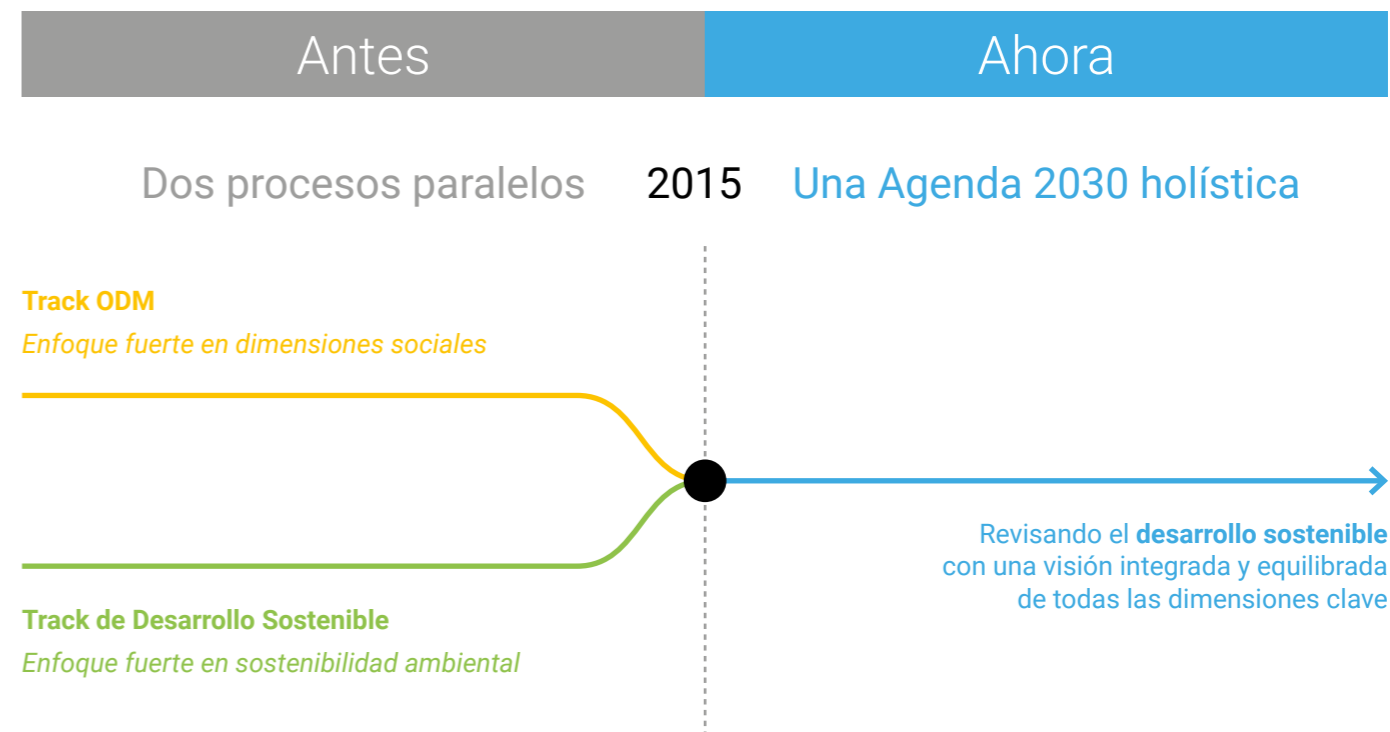 Antes
Ahora
Dos procesos paralelos
2015
Una Agenda 2030 holística
Track ODM
Enfoque fuerte en dimensiones sociales
Revisando el desarrollo sostenible
con una visión integrada y equilibrada
de todas las dimensiones clave
Track de Desarrollo Sostenible
Enfoque fuerte en sostenibilidad ambiental